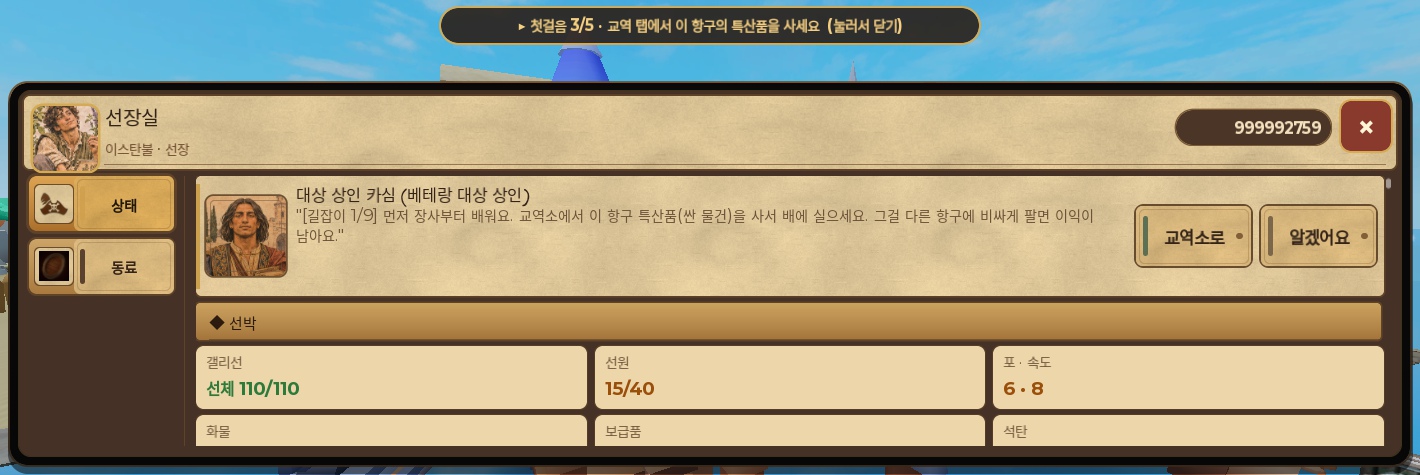 ▸ 첫걸음 3/5 · 교역 탭에서 이 항구의 특산품을 사세요 (눌러서 닫기)
선장실
이스탄불 · 선장
999992759
×
상태
동료
대상 상인 카심 (베테랑 대상 상인)
"[길잡이 1/9] 먼저 장사부터 배워요. 교역소에서 이 항구 특산품(싼 물건)을 사서 배에 실으세요. 그걸 다른 항구에 비싸게 팔면 이익이
남아요."
교역소로
알겠어요
◆ 선박
갤리선
선체 110/110
선원
15/40
포 · 속도
6 · 8
화물
보급품
석탄